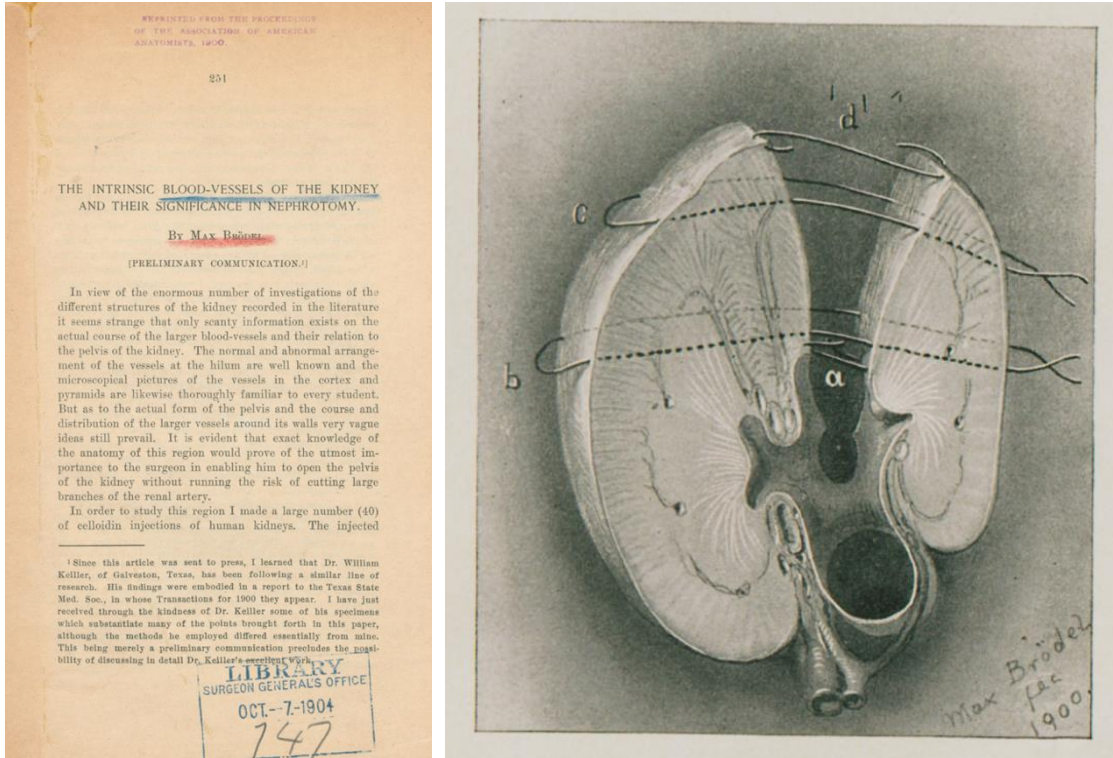 REPRINTED FROM THE PROCEEDINGS
OF THE ASSOCIATION OF AMERICAN
ANATOMISTS, 1900.
251
THE INTRINSIC BLOOD-VESSELS OF THE KIDNEY
AND THEIR SIGNIFICANCE IN NEPHROTOMY.
BY MAX BRÖDEL.
[PRELIMINARY COMMUNICATION.¹]
In view of the enormous number of investigations of the
different structures of the kidney recorded in the literature
it seems strange that only scanty information exists on the
actual course of the larger blood-vessels and their relation to
the pelvis of the kidney. The normal and abnormal arrange-
ment of the vessels at the hilum are well known and the
microscopical pictures of the vessels in the cortex and
pyramids are likewise thoroughly familiar to every student.
But as to the actual form of the pelvis and the course and
distribution of the larger vessels around its walls very vague
ideas still prevail. It is evident that exact knowledge of
the anatomy of this region would prove of the utmost im-
portance to the surgeon in enabling him to open the pelvis
of the kidney without running the risk of cutting large
branches of the renal artery.
In order to study this region I made a large number (40)
of celloidin injections of human kidneys. The injected
¹ Since this article was sent to press, I learned that Dr. William
Keiller, of Galveston, Texas, has been following a similar line of
research. His findings were embodied in a report to the Texas State
Med. Soc., in whose Transactions for 1900 they appear. I have just
received through the kindness of Dr. Keiller some of his specimens
which substantiate many of the points brought forth in this paper,
although the methods he employed differed essentially from mine.
This being merely a preliminary communication precludes the possi-
bility of discussing in detail Dr. Keiller's excellent work.
LIBRARY
SURGEON GENERAL'S OFFICE
OCT.-7-1904
747
d
c
b
a
Max Brödel
fec
1900.